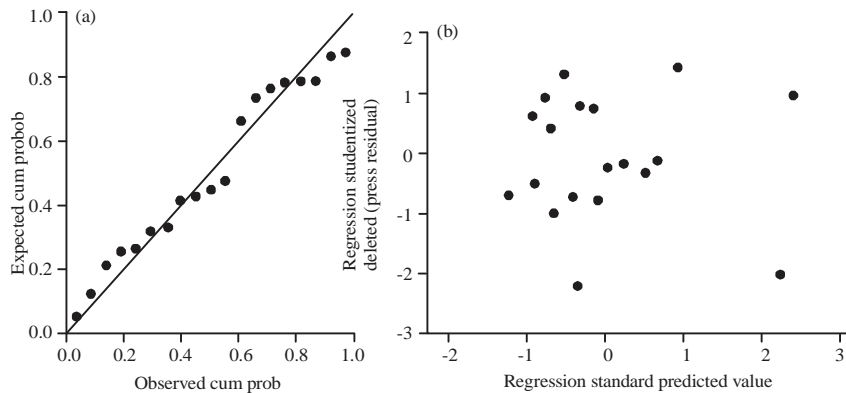 (a)
1.0
0.8
0.6
0.4
0.2
0.0
Expected cum probob
0.0 0.2 0.4 0.6 0.8 1.0
Observed cum prob
(b)
2
1
0
-1
-2
-3
Regression studentized
deleted (press residual)
-2 -1 0 1 2 3
Regression standard predicted value